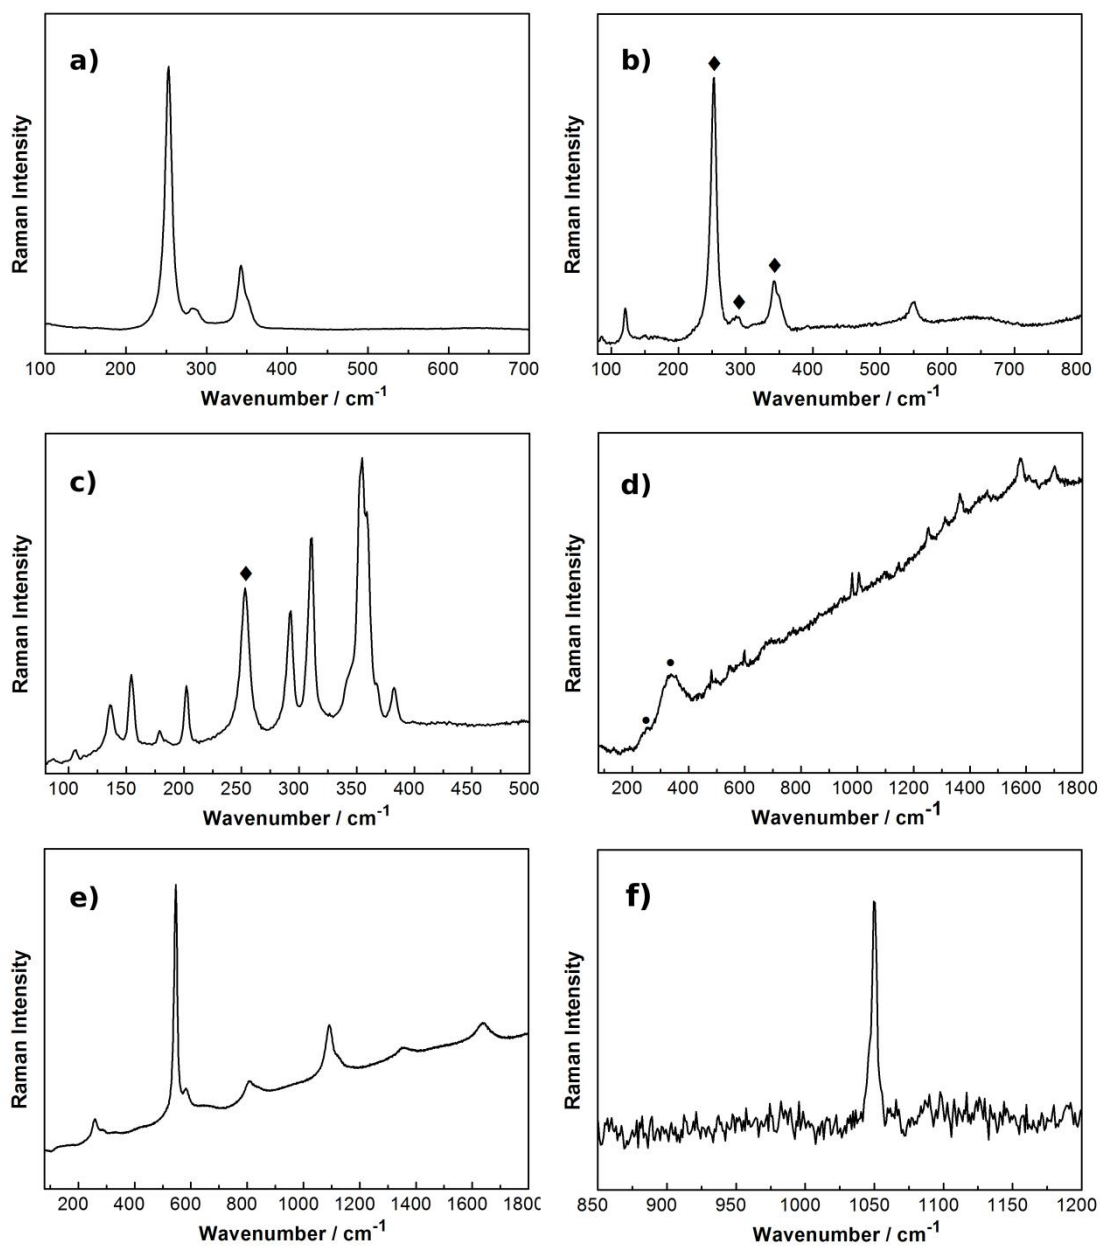 a)
Raman Intensity
100 200 300 400 500 600 700
Wavenumber / cm-1
b)
Raman Intensity
100 200 300 400 500 600 700 800
Wavenumber / cm-1
c)
Raman Intensity
100 150 200 250 300 350 400 450 500
Wavenumber / cm-1
d)
Raman Intensity
200 400 600 800 1000 1200 1400 1600 1800
Wavenumber / cm-1
e)
Raman Intensity
200 400 600 800 1000 1200 1400 1600 1800
Wavenumber / cm-1
f)
Raman Intensity
850 900 950 1000 1050 1100 1150 1200
Wavenumber / cm-1